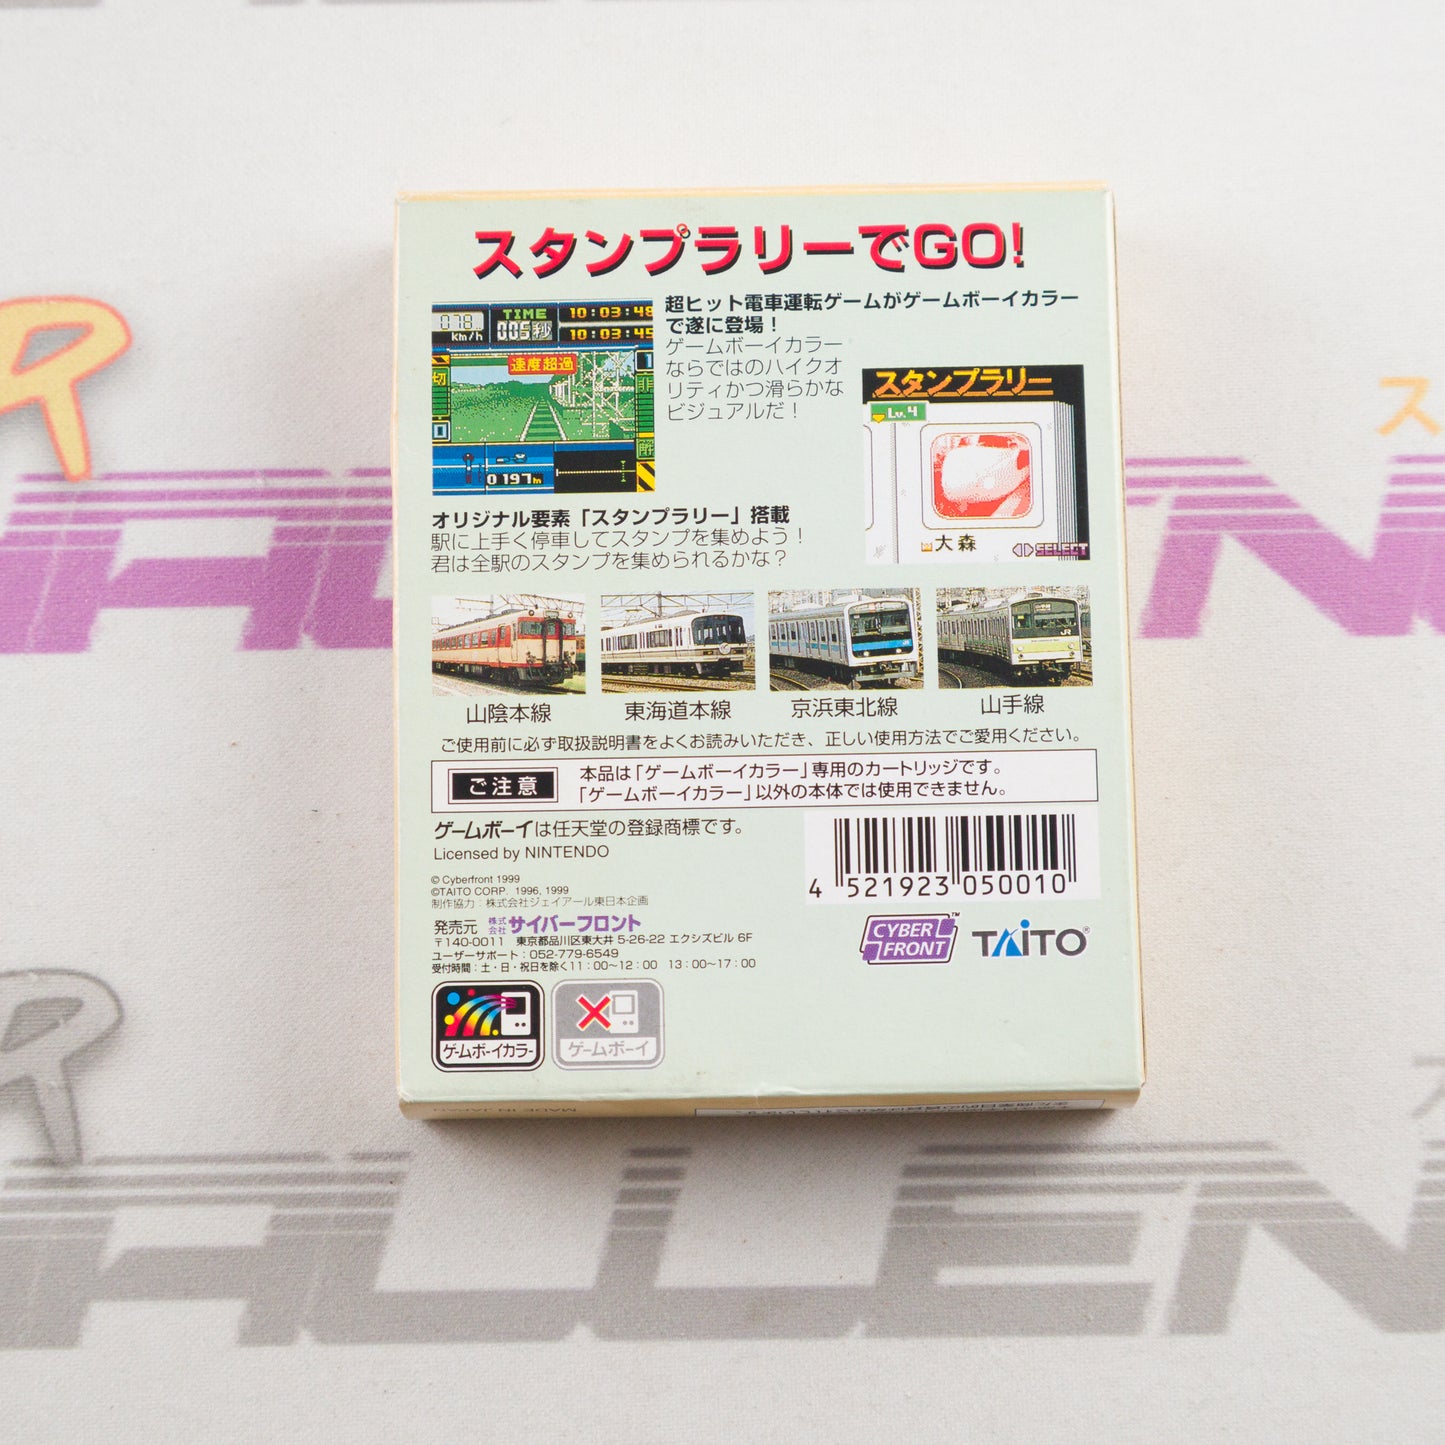 スタンプラリーでGO!
超ヒット電車運転ゲームがゲームボーイカラー
で遂に登場！
ゲームボーイカラー
ならではのハイクオ
リティかつ滑らかな
ビジュアルだ！
078
Km/h
TIME
005秒
10:03:48
10:03:45
速度超過
切
非
0197m
スタンプラリー
Lv.4
大森
SELECT
オリジナル要素「スタンプラリー」搭載
駅に上手く停車してスタンプを集めよう！
君は全駅のスタンプを集められるかな？
山陰本線
東海道本線
京浜東北線
山手線
ご使用前に必ず取扱説明書をよくお読みいただき、正しい使用方法でご愛用ください。
ご注意
本品は「ゲームボーイカラー」専用のカートリッジです。
「ゲームボーイカラー」以外の本体では使用できません。
ゲームボーイは任天堂の登録商標です。
Licensed by NINTENDO
© Cyberfront 1999
©TAITO CORP. 1996, 1999
制作協力：株式会社ジェイアール東日本企画
発売元 株式会社サイバーフロント
〒140-0011 東京都品川区東大井 5-26-22 エクシズビル 6F
ユーザーサポート：052-779-6549
受付時間：土・日・祝日を除く11：00～12：00 13：00～17：00
4 521923 050010
CYBER FRONT™
TAITO®
ゲームボーイカラー
ゲームボーイ
MADE IN JAPAN